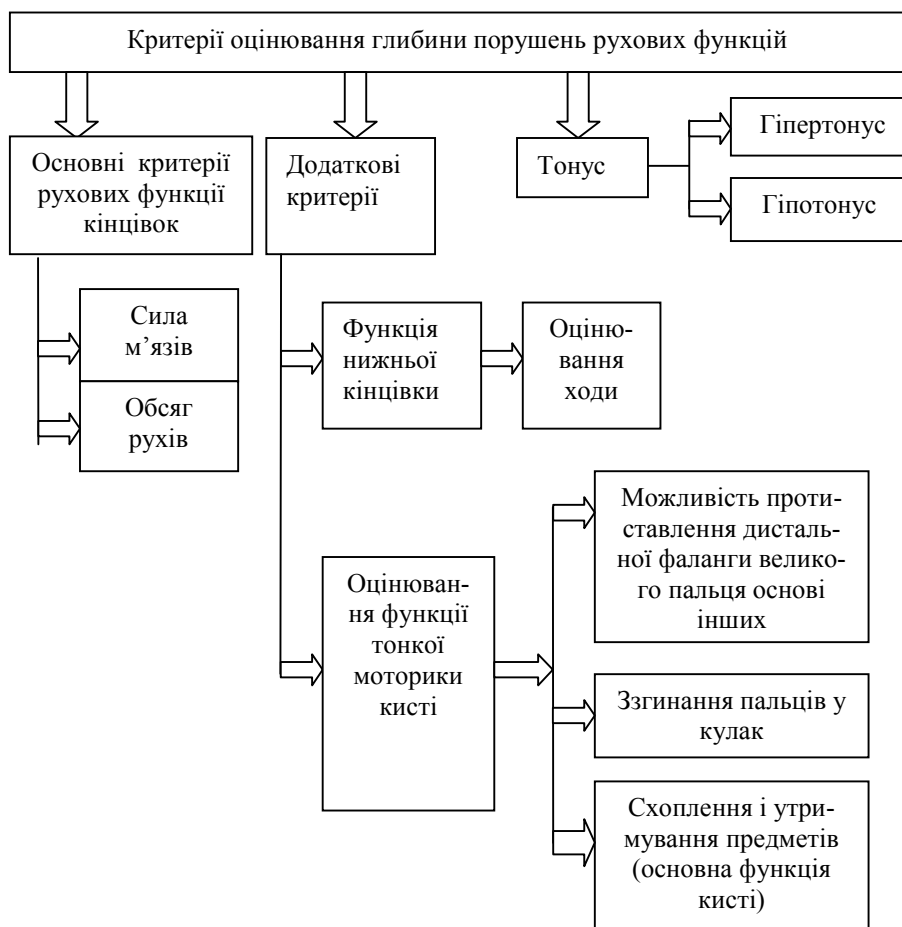 Критерії оцінювання глибини порушень рухових функцій
Основні критерії
рухових функції
кінцівок
Додаткові
критерії
Тонус
Гіпертонус
Гіпотонус
Сила
м’язів
Обсяг
рухів
Функція
нижньої
кінцівки
Оціню-
вання
ходи
Оцінюван-
ня функції
тонкої
моторики
кисті
Можливість проти-
ставлення дисталь-
ної фаланги велико-
го пальця основі
інших
Ззгинання пальців у
кулак
Схоплення і утри-
мування предметів
(основна функція
кисті)